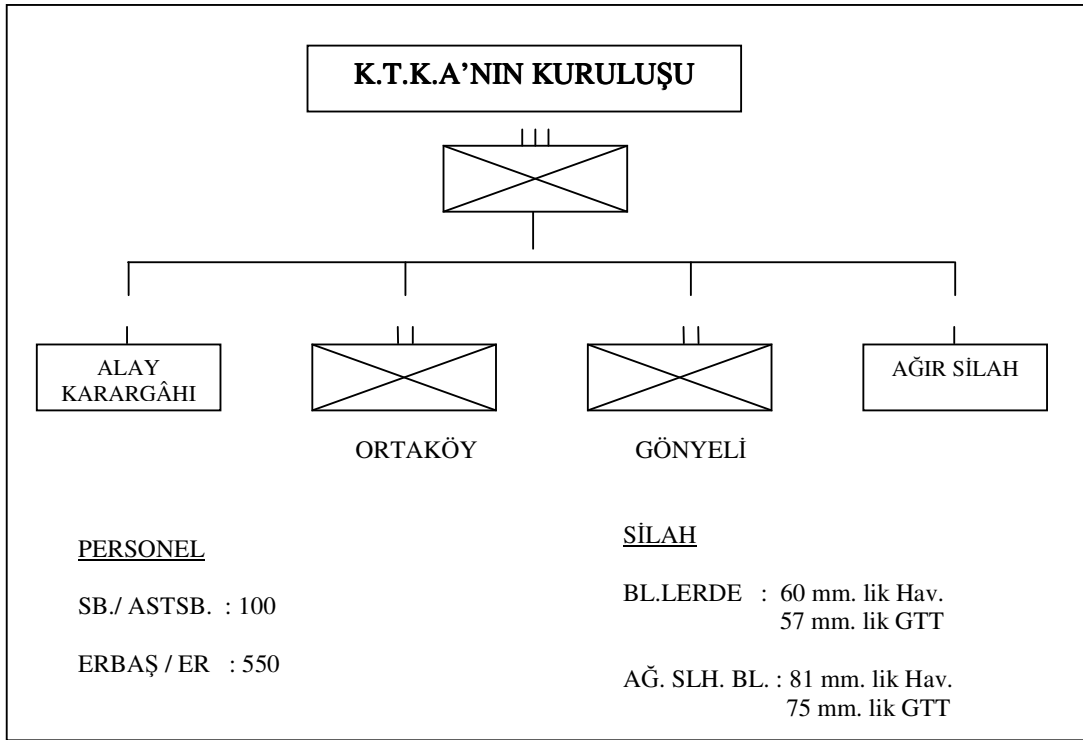 K.T.K.A’NIN KURULUŞU
ALAY
KARARGÂHI
AĞIR SİLAH
ORTAKÖY
GÖNYELİ
PERSONEL
SB./ ASTSB. : 100
ERBAŞ / ER : 550
SİLAH
BL.LERDE : 60 mm. lik Hav.
57 mm. lik GTT
AĞ. SLH. BL. : 81 mm. lik Hav.
75 mm. lik GTT